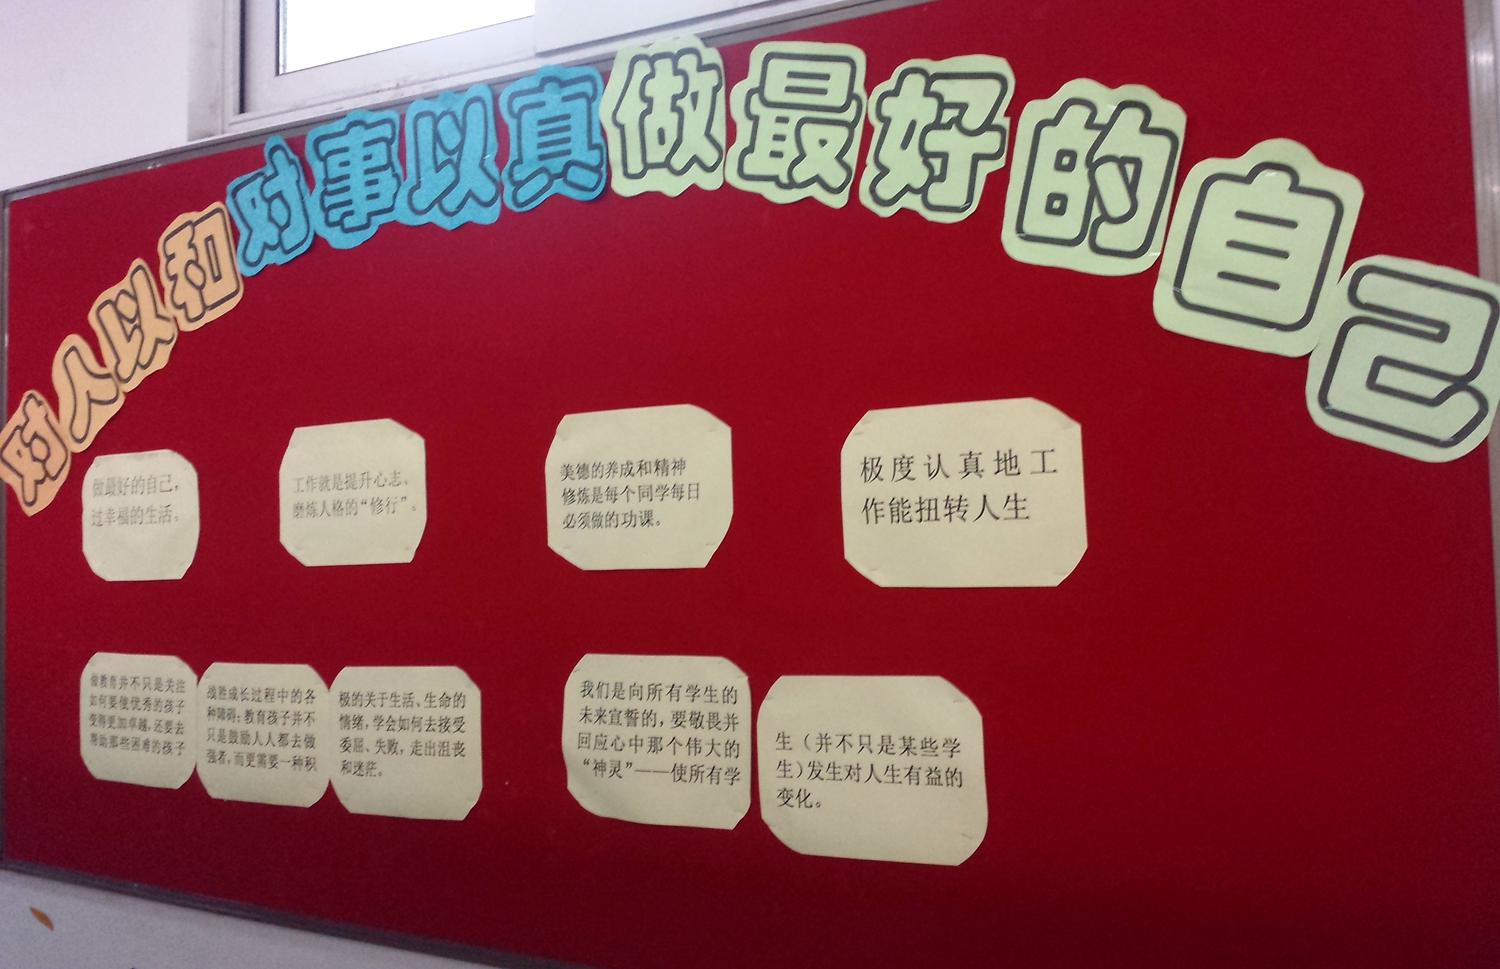 对人以和对事以真做最好的自己
做最好的自己，
过幸福的生活。
工作就是提升心志、
磨炼人格的“修行”。
美德的养成和精神
修炼是每个同学每日
必须做的功课。
极度认真地工
作能扭转人生
做教育并不只是关注
如何要使优秀的孩子
变得更加卓越，还要去
帮助那些困难的孩子
战胜成长过程中的各
种障碍；教育孩子并不
只是鼓励人人都去做
强者，而更需要一种积
极的关于生活、生命的
情绪，学会如何去接受
委屈、失败，走出沮丧
和迷茫。
我们是向所有学生的
未来宣誓的，要敬畏并
回应心中那个伟大的
“神灵”——使所有学
生（并不只是某些学
生）发生对人生有益的
变化。